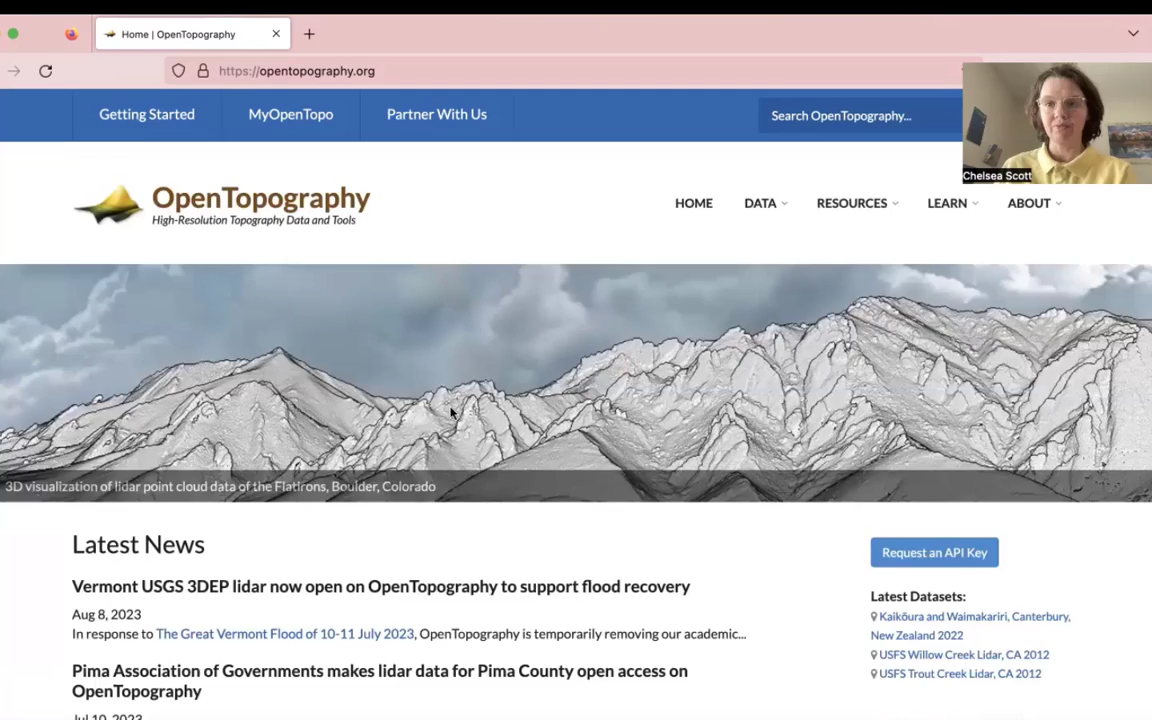 Home | OpenTopography
https://opentopography.org
Getting Started
MyOpenTopo
Partner With Us
Search OpenTopography...
Chelsea Scott
OpenTopography
High-Resolution Topography Data and Tools
HOME
DATA
RESOURCES
LEARN
ABOUT
3D visualization of lidar point cloud data of the Flatirons, Boulder, Colorado
Latest News
Vermont USGS 3DEP lidar now open on OpenTopography to support flood recovery
Aug 8, 2023
In response to The Great Vermont Flood of 10-11 July 2023, OpenTopography is temporarily removing our academic...
Pima Association of Governments makes lidar data for Pima County open access on
OpenTopography
Jul 10, 2023
Request an API Key
Latest Datasets:
Kaikōura and Waimakariri, Canterbury,
New Zealand 2022
USFS Willow Creek Lidar, CA 2012
USFS Trout Creek Lidar, CA 2012